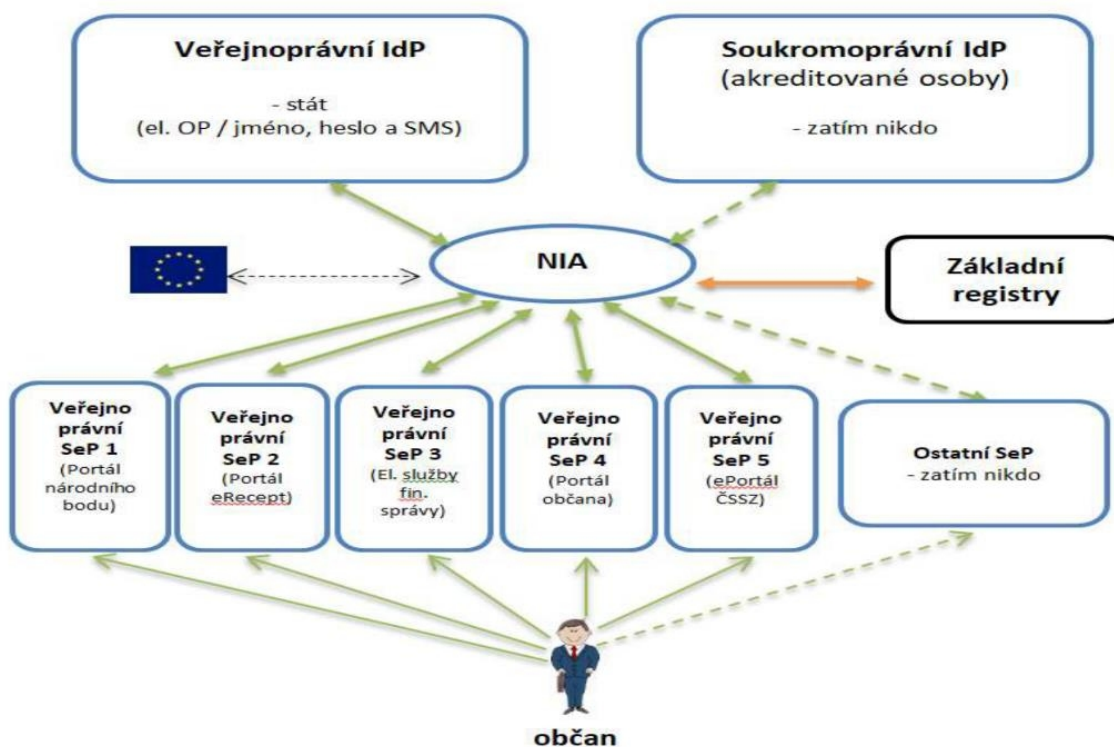 Veřejnoprávní IdP
- stát
(el. OP / jméno, heslo a SMS)
Soukromoprávní IdP
(akreditované osoby)
- zatím nikdo
NIA
Základní
registry
Veřejno
právní
SeP 1
(Portál
národního
bodu)
Veřejno
právní
SeP 2
(Portál
eRecept)
Veřejno
právní
SeP 3
(El. služby
fin.
správy)
Veřejno
právní
SeP 4
(Portál
občana)
Veřejno
právní
SeP 5
(ePortál
ČSSZ)
Ostatní SeP
- zatím nikdo
občan